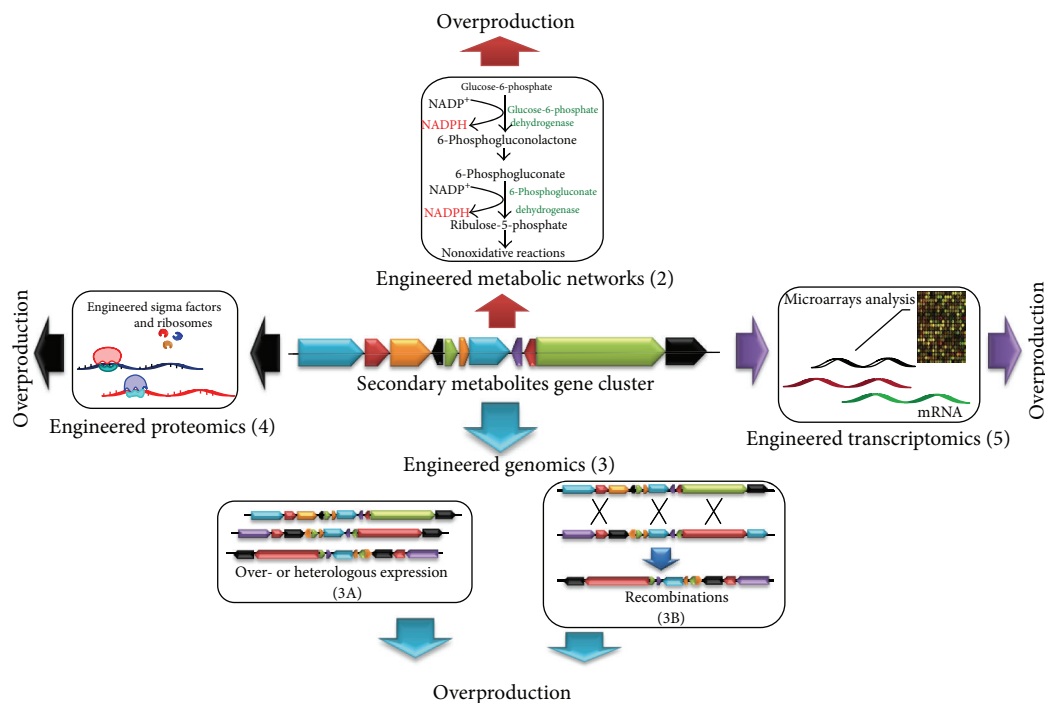 Overproduction
Glucose-6-phosphate
NADP+
Glucose-6-phosphate
dehydrogenase
NADPH
6-Phosphogluconolactone
6-Phosphogluconate
NADP+
6-Phosphogluconate
dehydrogenase
NADPH
Ribulose-5-phosphate
Nonoxidative reactions
Engineered metabolic networks (2)
Overproduction
Engineered sigma factors
and ribosomes
Engineered proteomics (4)
Secondary metabolites gene cluster
Microarrays analysis
mRNA
Engineered transcriptomics (5)
Overproduction
Engineered genomics (3)
Over- or heterologous expression
(3A)
Recombinations
(3B)
Overproduction